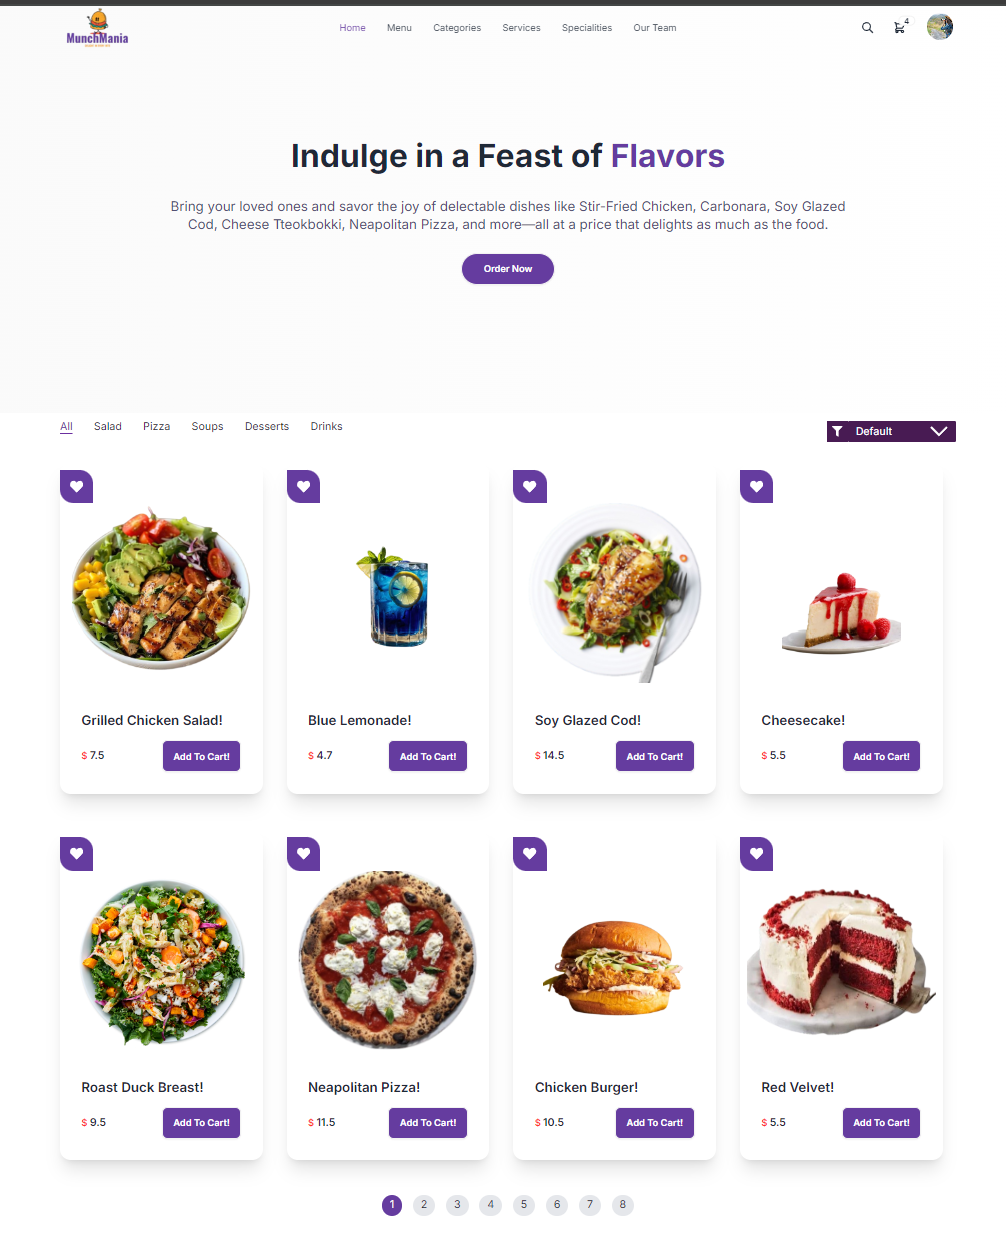 MunchMania
Home Menu Categories Services Specialities Our Team
4
Indulge in a Feast of Flavors
Bring your loved ones and savor the joy of delectable dishes like Stir-Fried Chicken, Carbonara, Soy Glazed
Cod, Cheese Tteokbokki, Neapolitan Pizza, and more—all at a price that delights as much as the food.
Order Now
All Salad Pizza Soups Desserts Drinks
Default
Grilled Chicken Salad!
$ 7.5 Add To Cart!
Blue Lemonade!
$ 4.7 Add To Cart!
Soy Glazed Cod!
$ 14.5 Add To Cart!
Cheesecake!
$ 5.5 Add To Cart!
Roast Duck Breast!
$ 9.5 Add To Cart!
Neapolitan Pizza!
$ 11.5 Add To Cart!
Chicken Burger!
$ 10.5 Add To Cart!
Red Velvet!
$ 5.5 Add To Cart!
1 2 3 4 5 6 7 8